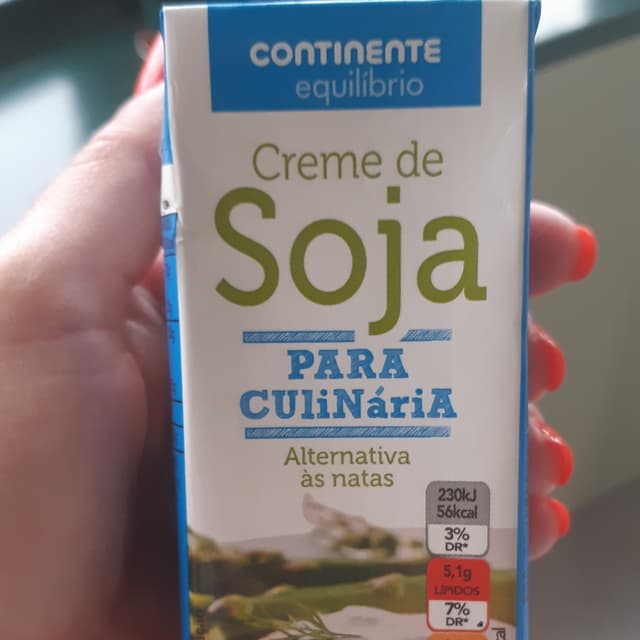 CONTINENTE
equilíbrio
Creme de
Soja
PARA
CUliNáriA
Alternativa
às natas
230kJ
56kcal
3%
DR*
5,1g
LÍPIDOS
7%
DR*